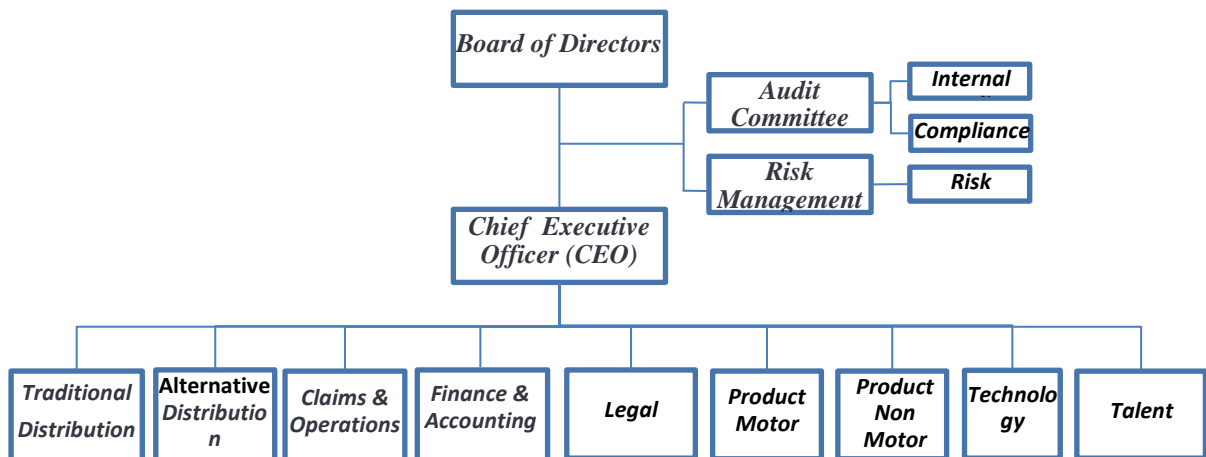 Board of Directors
Audit
Committee
Internal
Compliance
Risk
Management
Risk
Chief Executive
Officer (CEO)
Traditional
Distribution
Alternative
Distributio
n
Claims &
Operations
Finance &
Accounting
Legal
Product
Motor
Product
Non
Motor
Technolo
gy
Talent